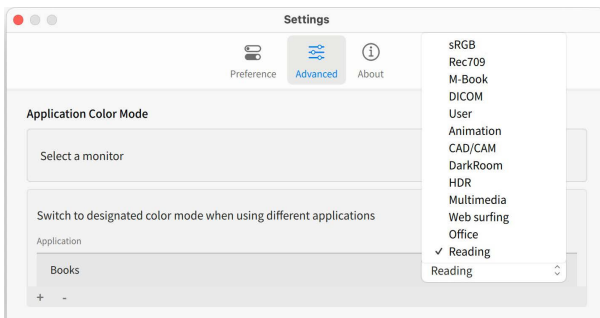 Settings
Preference
Advanced
About
Application Color Mode
Select a monitor
Switch to designated color mode when using different applications
Application
Books
+ -
sRGB
Rec709
M-Book
DICOM
User
Animation
CAD/CAM
DarkRoom
HDR
Multimedia
Web surfing
Office
✓ Reading
Reading